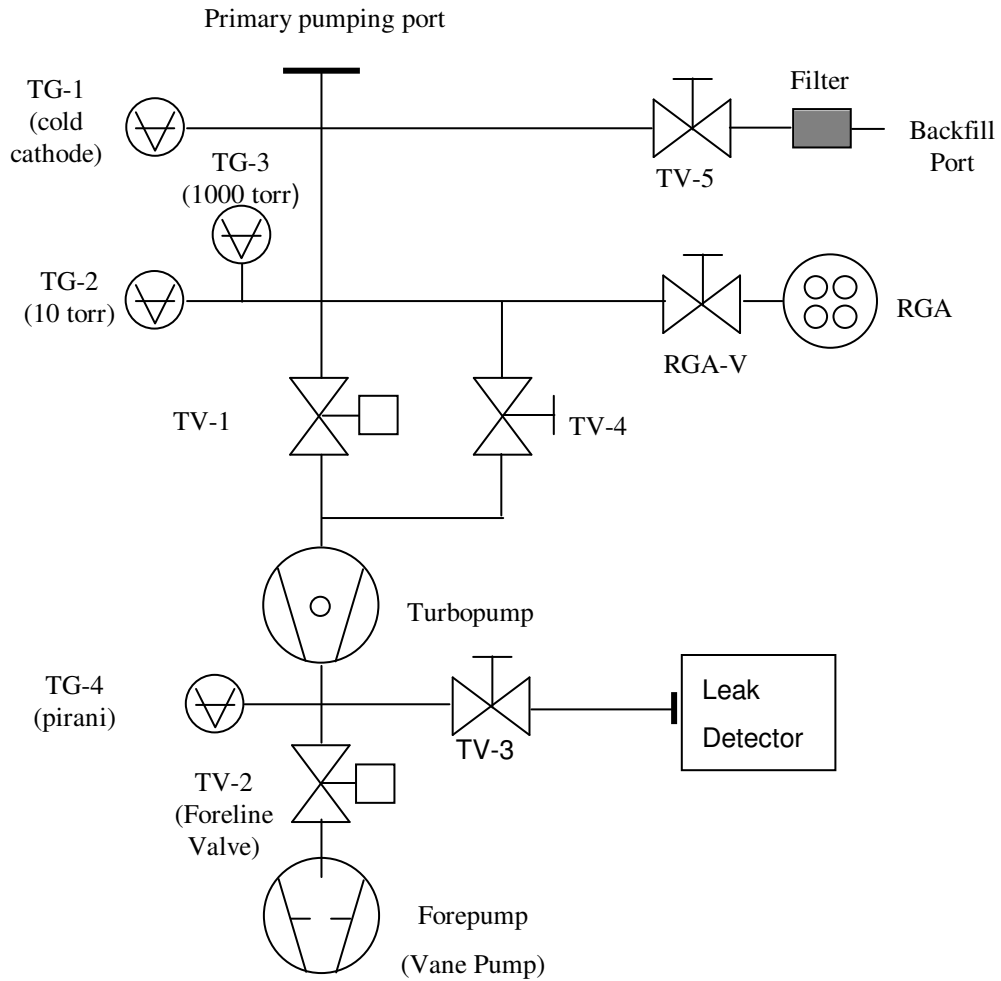 Primary pumping port
TG-1
(cold
cathode)
Filter
Backfill
Port
TV-5
TG-3
(1000 torr)
TG-2
(10 torr)
RGA
RGA-V
TV-1
TV-4
Turbopump
TG-4
(pirani)
Leak
Detector
TV-3
TV-2
(Foreline
Valve)
Forepump
(Vane Pump)